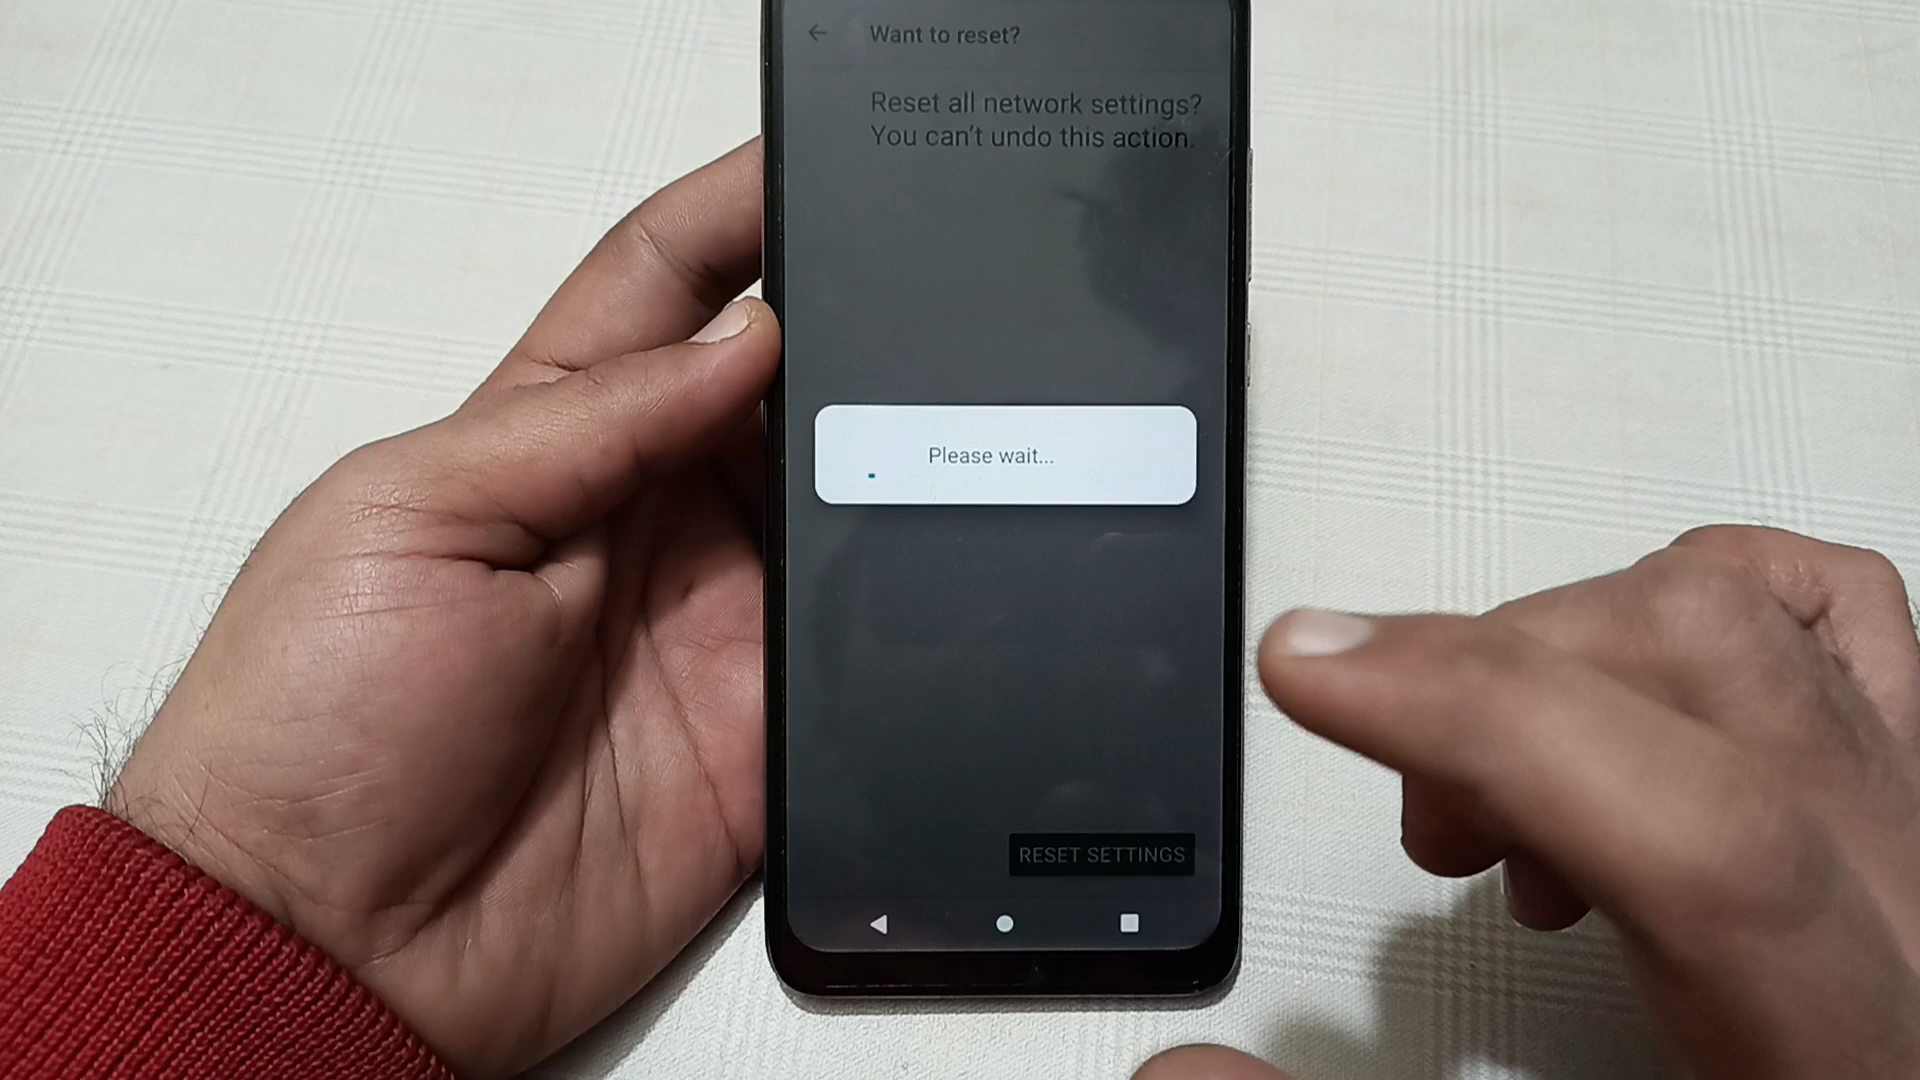 Want to reset?
Reset all network settings?
You can't undo this action.
Please wait...
RESET SETTINGS